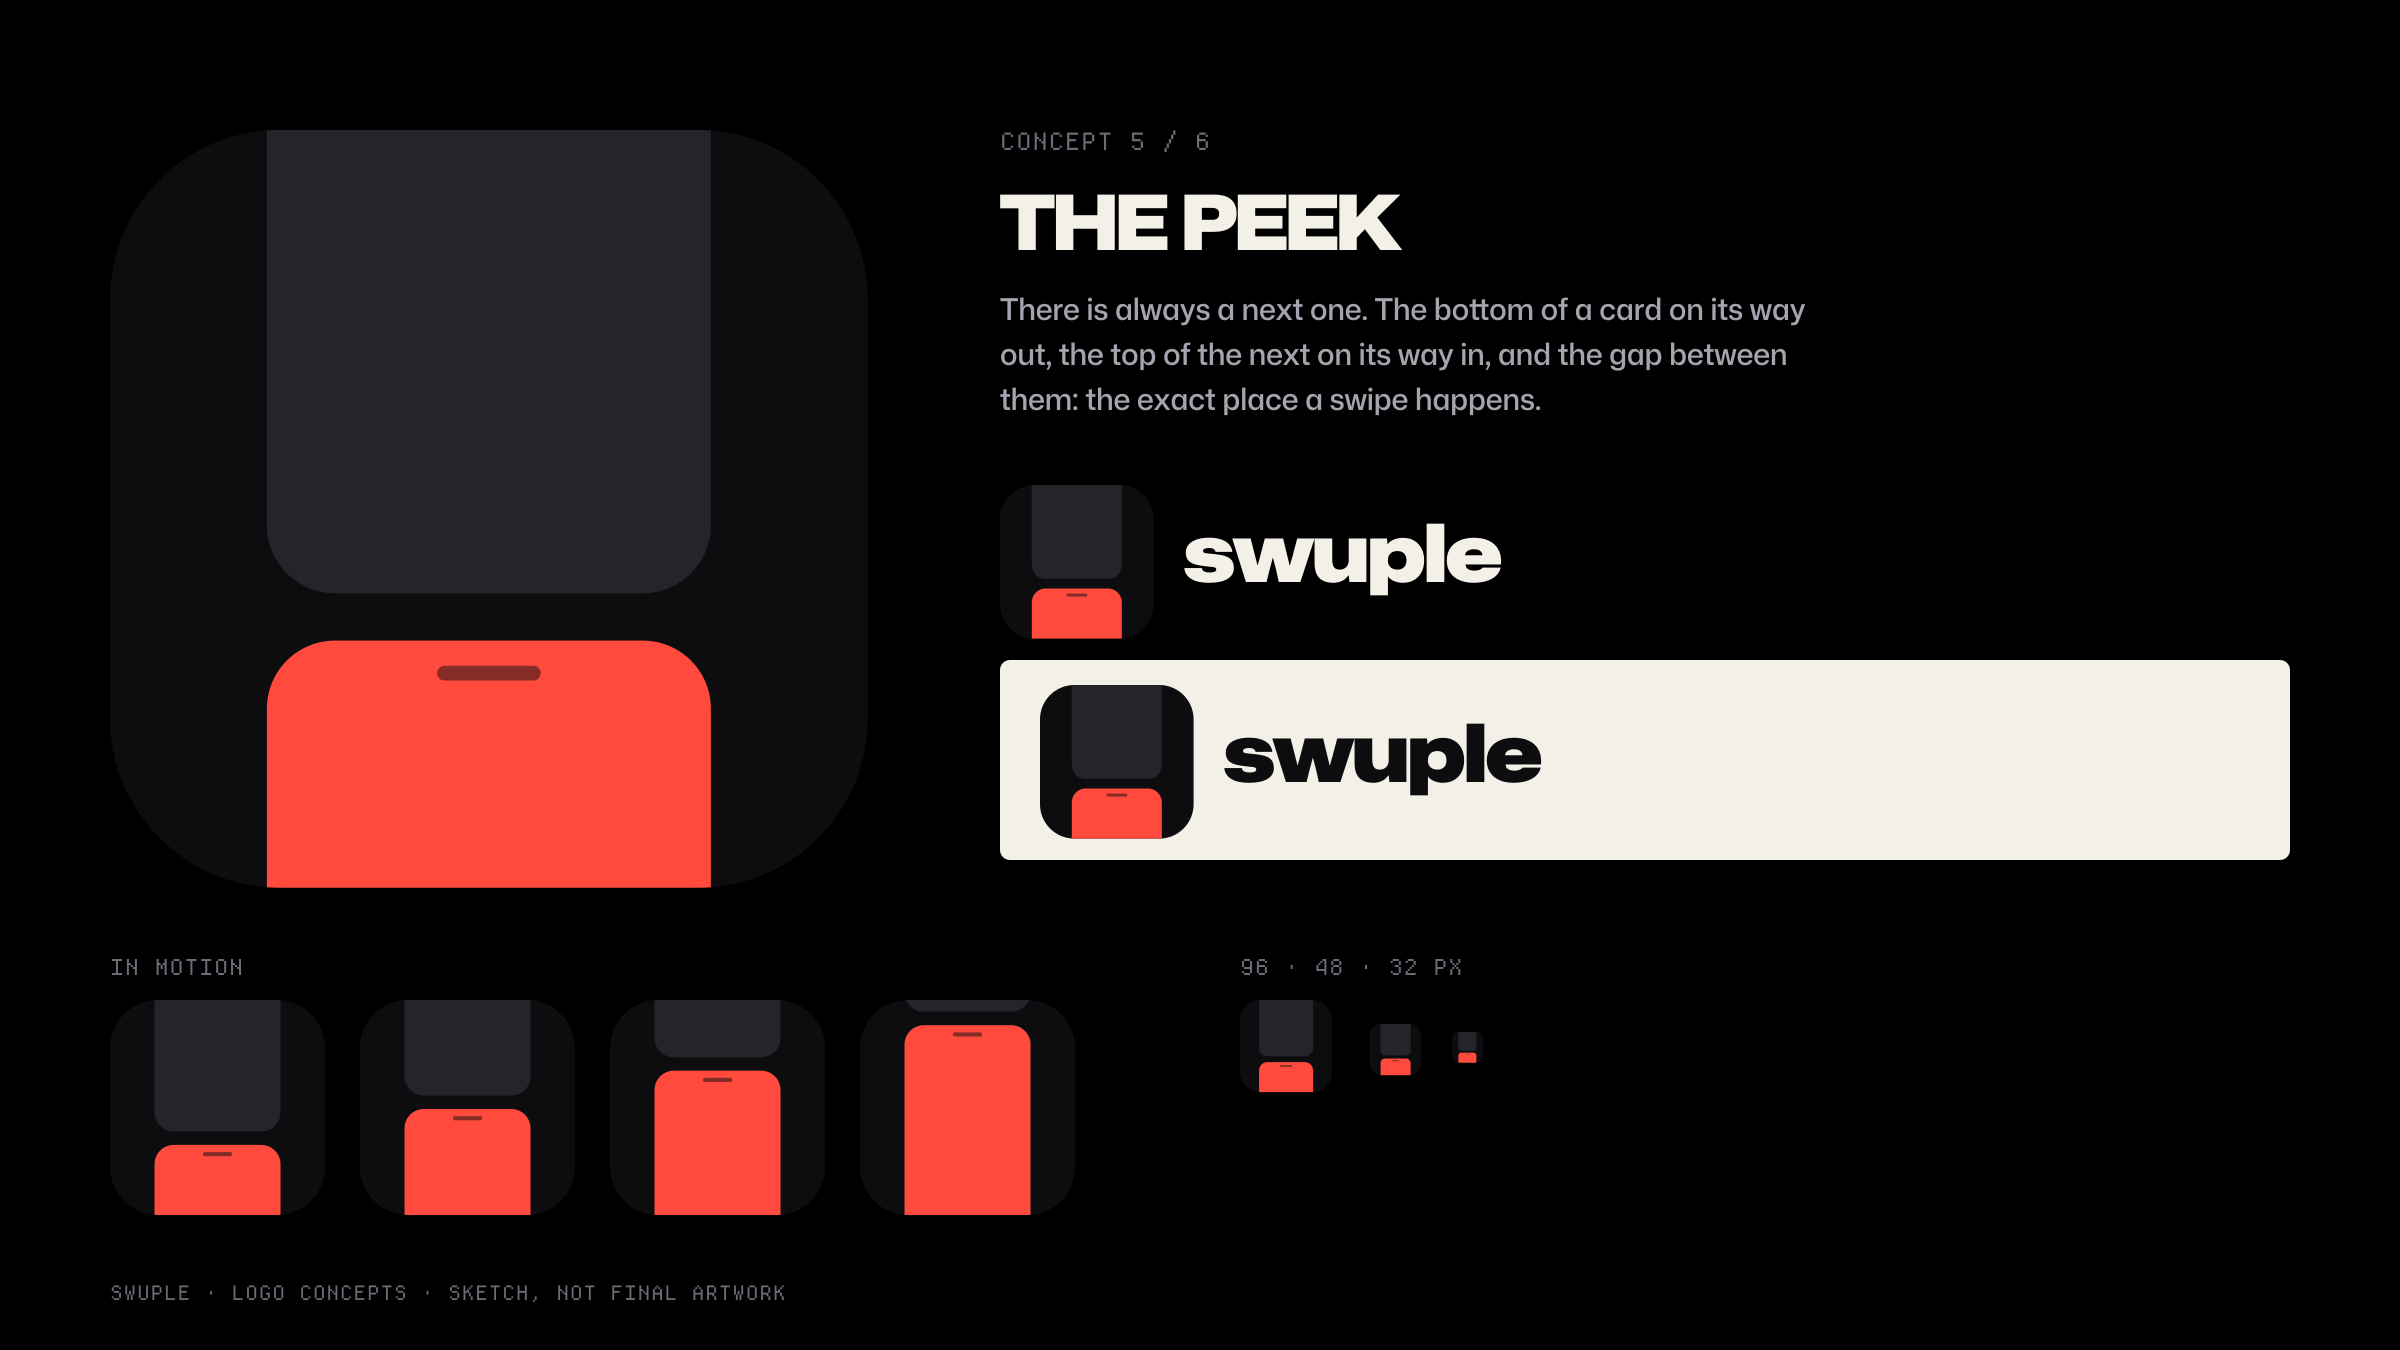 CONCEPT 5 / 6
THE PEEK
There is always a next one. The bottom of a card on its way
out, the top of the next on its way in, and the gap between
them: the exact place a swipe happens.
swuple
swuple
IN MOTION
96 · 48 · 32 PX
SWUPLE · LOGO CONCEPTS · SKETCH, NOT FINAL ARTWORK